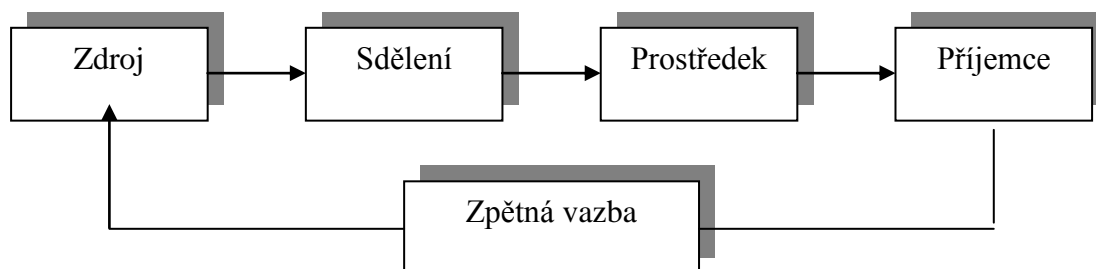 Zdroj
Sdělení
Prostředek
Příjemce
Zpětná vazba